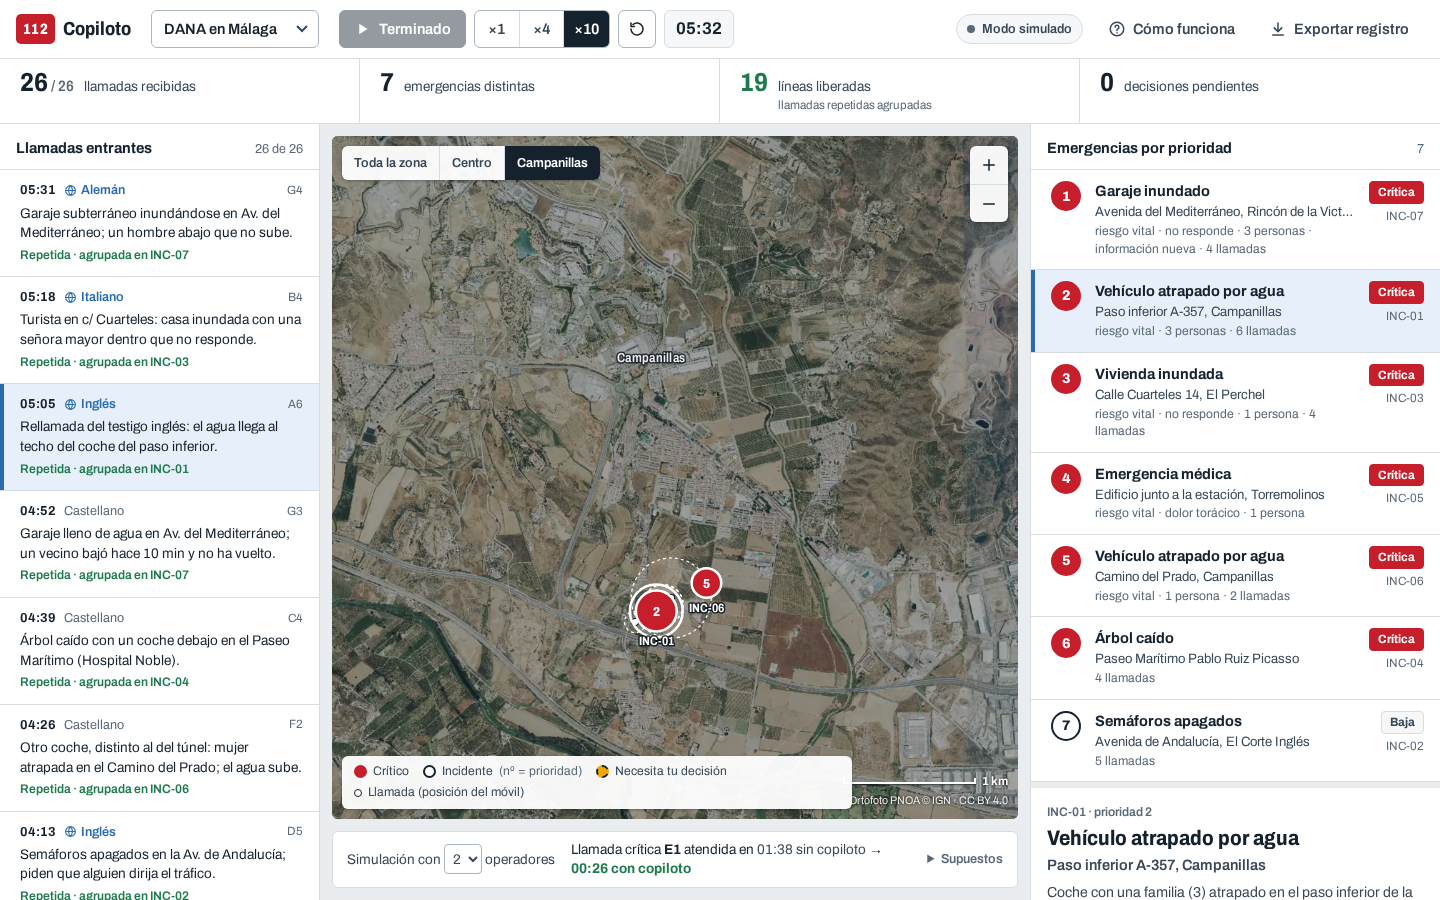 112 Copiloto
DANA en Málaga
Terminado
×1 ×4 ×10
05:32
Modo simulado
Cómo funciona
Exportar registro
26 / 26 llamadas recibidas
7 emergencias distintas
19 líneas liberadas
llamadas repetidas agrupadas
0 decisiones pendientes
Llamadas entrantes 26 de 26
05:31 Alemán G4
Garaje subterráneo inundándose en Av. del
Mediterráneo; un hombre abajo que no sube.
Repetida · agrupada en INC-07
05:18 Italiano B4
Turista en c/ Cuarteles: casa inundada con una
señora mayor dentro que no responde.
Repetida · agrupada en INC-03
05:05 Inglés A6
Rellamada del testigo inglés: el agua llega al
techo del coche del paso inferior.
Repetida · agrupada en INC-01
04:52 Castellano G3
Garaje lleno de agua en Av. del Mediterráneo;
un vecino bajó hace 10 min y no ha vuelto.
Repetida · agrupada en INC-07
04:39 Castellano C4
Árbol caído con un coche debajo en el Paseo
Marítimo (Hospital Noble).
Repetida · agrupada en INC-04
04:26 Castellano F2
Otro coche, distinto al del túnel: mujer
atrapada en el Camino del Prado; el agua sube.
Repetida · agrupada en INC-06
04:13 Inglés D5
Semáforos apagados en la Av. de Andalucía;
piden que alguien dirija el tráfico.
Repetida · agrupada en INC-02
Toda la zona Centro Campanillas
+
−
Campanillas
5
INC-06
2
INC-01
Crítico Incidente (nº = prioridad) Necesita tu decisión
Llamada (posición del móvil)
1 km
Ortofoto PNOA © IGN · CC BY 4.0
Simulación con 2 operadores
Llamada crítica E1 atendida en 01:38 sin copiloto →
00:26 con copiloto
Supuestos
Emergencias por prioridad 7
1 Garaje inundado Crítica
Avenida del Mediterráneo, Rincón de la Vict… INC-07
riesgo vital · no responde · 3 personas ·
información nueva · 4 llamadas
2 Vehículo atrapado por agua Crítica
Paso inferior A-357, Campanillas INC-01
riesgo vital · 3 personas · 6 llamadas
3 Vivienda inundada Crítica
Calle Cuarteles 14, El Perchel INC-03
riesgo vital · no responde · 1 persona · 4
llamadas
4 Emergencia médica Crítica
Edificio junto a la estación, Torremolinos INC-05
riesgo vital · dolor torácico · 1 persona
5 Vehículo atrapado por agua Crítica
Camino del Prado, Campanillas INC-06
riesgo vital · 1 persona · 2 llamadas
6 Árbol caído Crítica
Paseo Marítimo Pablo Ruiz Picasso INC-04
4 llamadas
7 Semáforos apagados Baja
Avenida de Andalucía, El Corte Inglés INC-02
5 llamadas
INC-01 · prioridad 2
Vehículo atrapado por agua
Paso inferior A-357, Campanillas
Coche con una familia (3) atrapado en el paso inferior de la